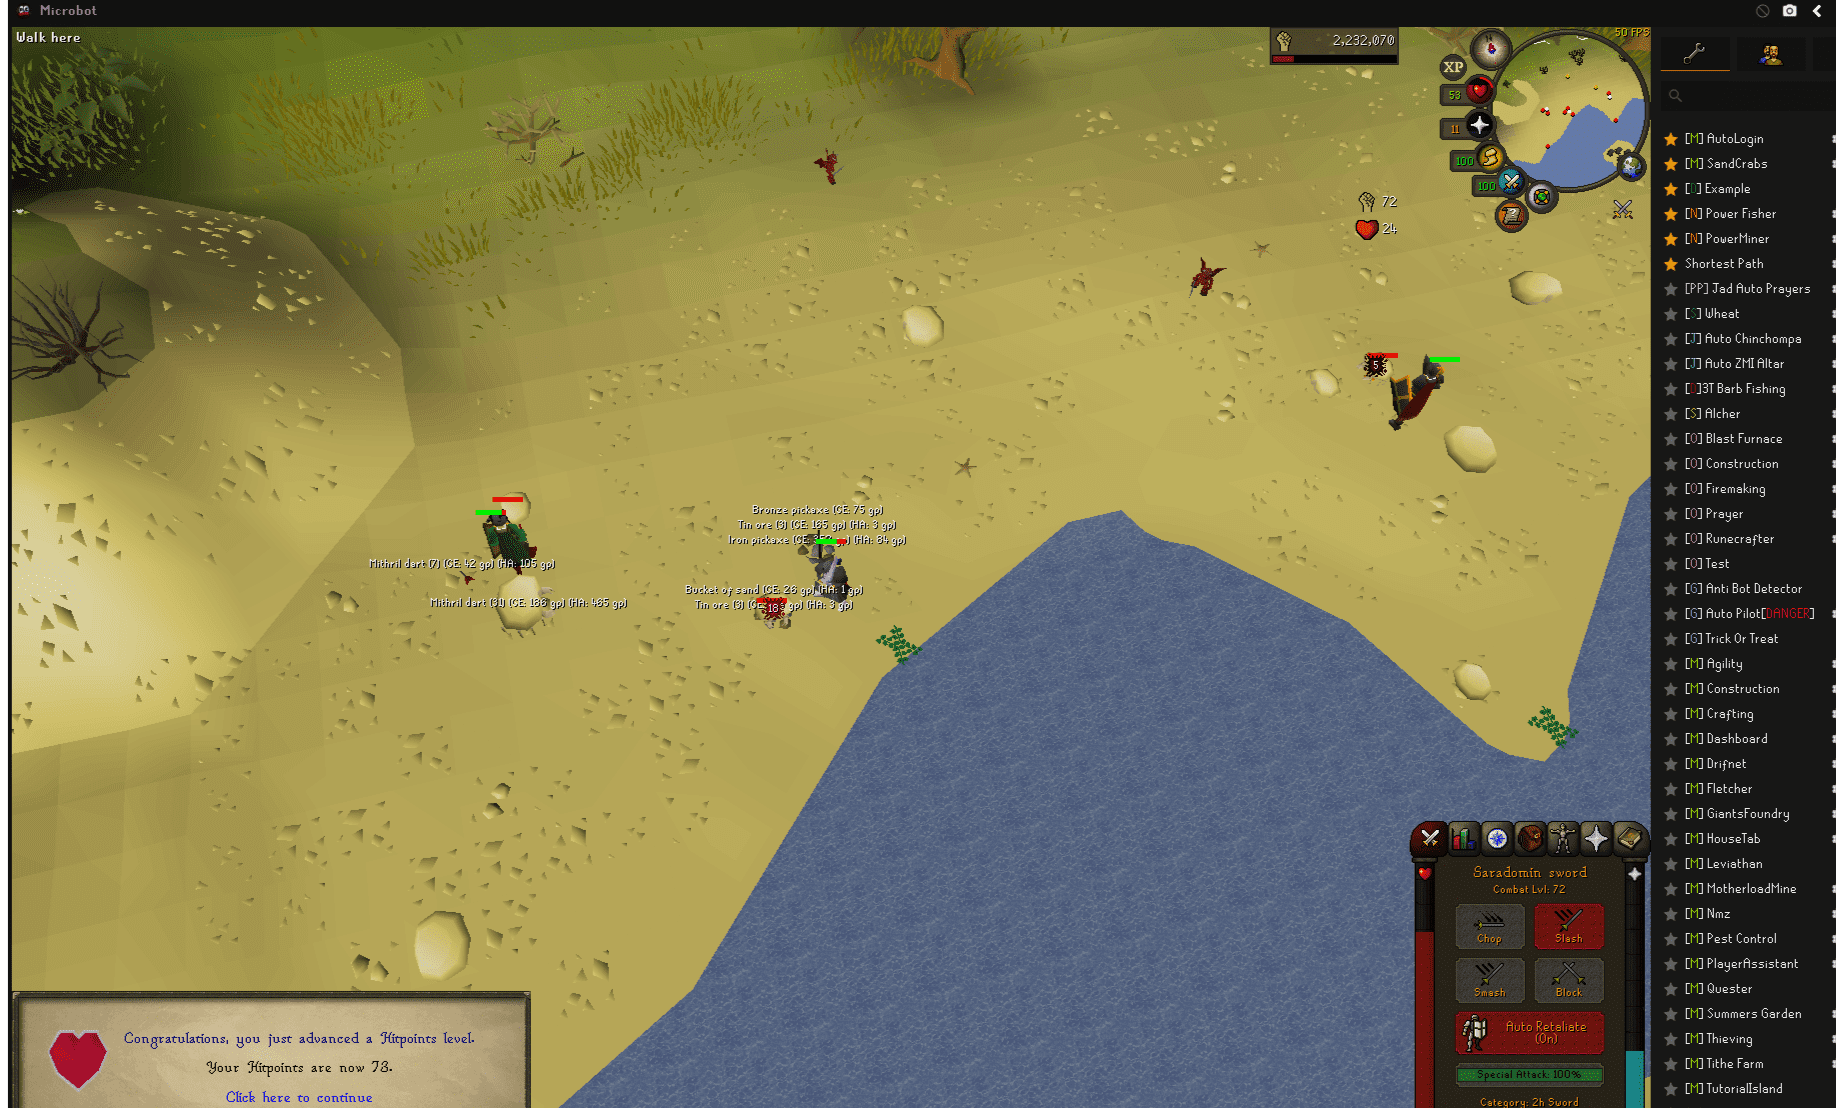 Microbot
Walk here
2,232,070
50 FPS
XP
53
11
100
100
72
24
5
Bronze pickaxe (GE: 75 gp)
Tin ore (3) (GE: 165 gp) (HA: 3 gp)
Iron pickaxe (GE: gp) (HA: 84 gp)
Mithril dart (7) (GE: 42 gp) (HA: 105 gp)
Bucket of sand (GE: 26 gp) (HA: 1 gp)
Mithril dart (31) (GE: 186 gp) (HA: 465 gp)
Tin ore (3) gp) (HA: 3 gp)
18
Congratulations, you just advanced a Hitpoints level.
Your Hitpoints are now 73.
Click here to continue
Saradomin sword
Combat Lvl: 72
Chop
Slash
Smash
Block
Auto Retaliate
(On)
Special Attack: 100%
Category: 2h Sword
[M] AutoLogin
[M] SandCrabs
Example
[N] Power Fisher
[N] PowerMiner
Shortest Path
[PP] Jad Auto Prayers
[S] Wheat
[J] Auto Chinchompa
[J] Auto ZMI Altar
3T Barb Fishing
[S] Alcher
[O] Blast Furnace
[O] Construction
[O] Firemaking
[O] Prayer
[O] Runecrafter
[O] Test
[G] Anti Bot Detector
[G] Auto Pilot[DANGER]
[G] Trick Or Treat
[M] Agility
[M] Construction
[M] Crafting
[M] Dashboard
[M] Drifnet
[M] Fletcher
[M] GiantsFoundry
[M] HouseTab
[M] Leviathan
[M] MotherloadMine
[M] Nmz
[M] Pest Control
[M] PlayerAssistant
[M] Quester
[M] Summers Garden
[M] Thieving
[M] Tithe Farm
[M] TutorialIsland